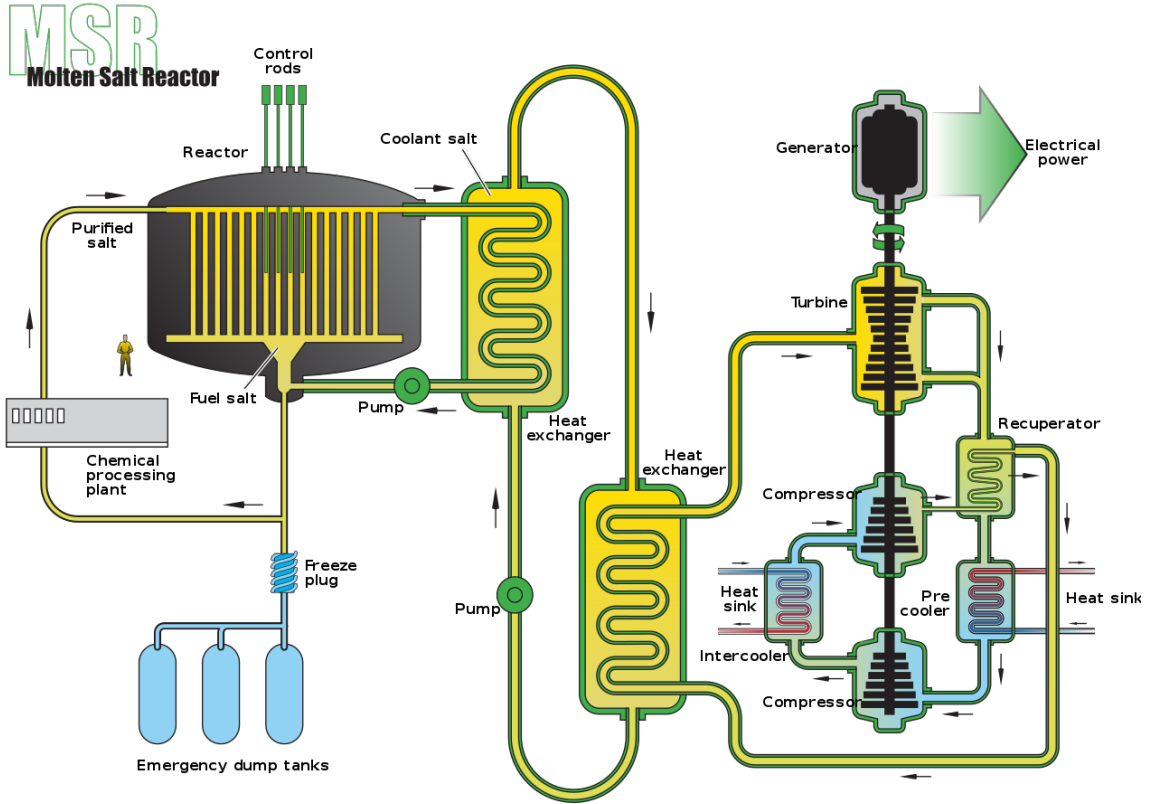 MSR
Molten Salt Reactor
Control
rods
Reactor
Coolant salt
Generator
Electrical
power
Purified
salt
Turbine
Fuel salt
Pump
Heat
exchanger
Recuperator
Chemical
processing
plant
Heat
exchanger
Compressor
Freeze
plug
Pump
Heat
sink
Pre
cooler
Heat sink
Intercooler
Compressor
Emergency dump tanks